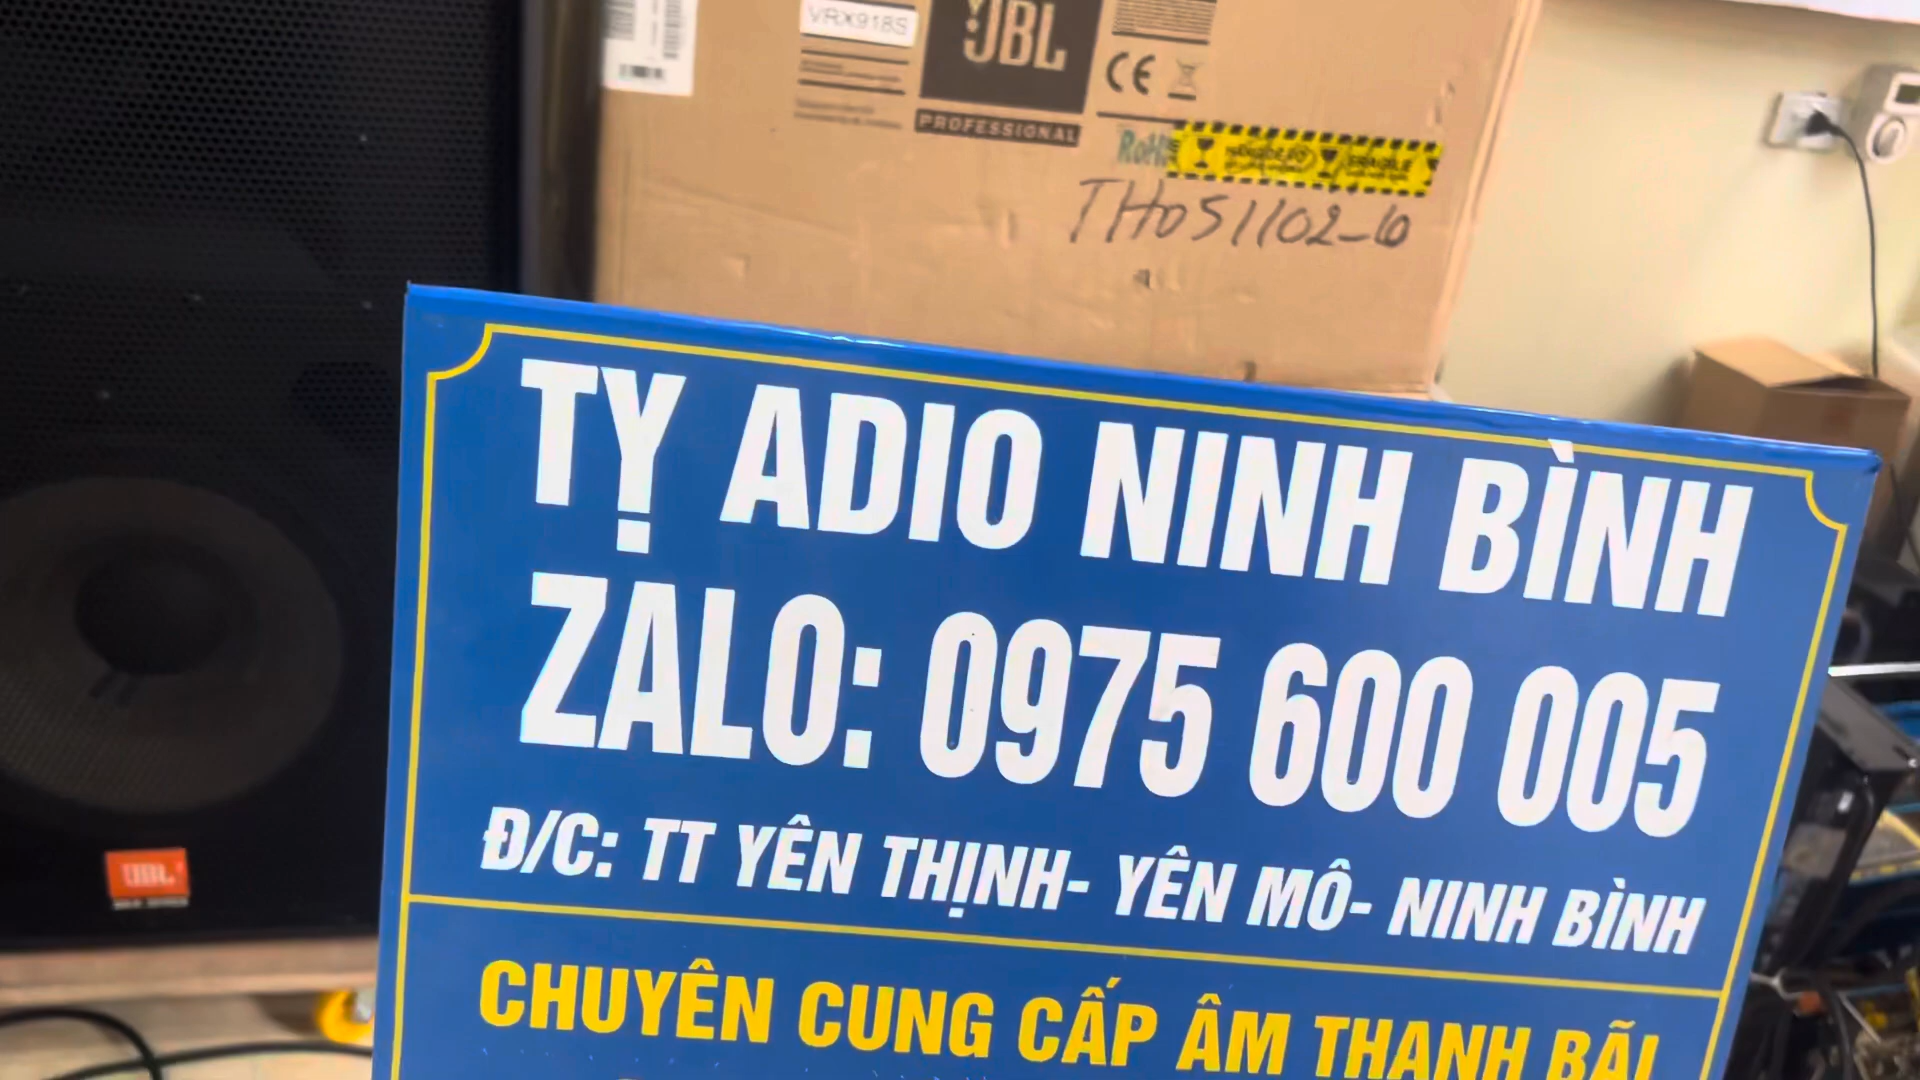 VRX918S
JBL
PROFESSIONAL
CE
RoHS
FRAGILE
TH051102-6
TỴ ADIO NINH BÌNH
ZALO: 0975 600 005
Đ/C: TT YÊN THỊNH- YÊN MÔ- NINH BÌNH
CHUYÊN CUNG CẤP ÂM THANH BÃI
JBL